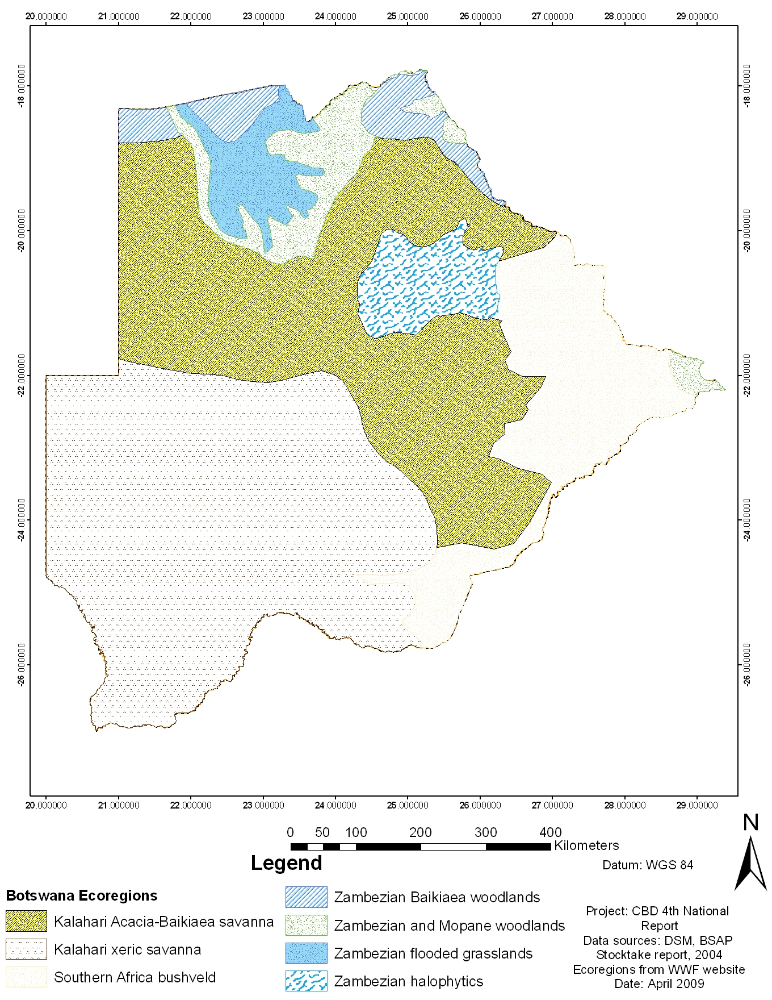 20.000000 21.000000 22.000000 23.000000 24.000000 25.000000 26.000000 27.000000 28.000000 29.000000
-18.000000 -18.000000
-20.000000 -20.000000
-22.000000 -22.000000
-24.000000 -24.000000
-26.000000 -26.000000
20.000000 21.000000 22.000000 23.000000 24.000000 25.000000 26.000000 27.000000 28.000000 29.000000
N
0 50 100 200 300 400
Kilometers
Legend
Datum: WGS 84
Botswana Ecoregions
Kalahari Acacia-Baikiaea savanna
Kalahari xeric savanna
Southern Africa bushveld
Zambezian Baikiaea woodlands
Zambezian and Mopane woodlands
Zambezian flooded grasslands
Zambezian halophytics
Project: CBD 4th National
Report
Data sources: DSM, BSAP
Stocktake report, 2004
Ecoregions from WWF website
Date: April 2009